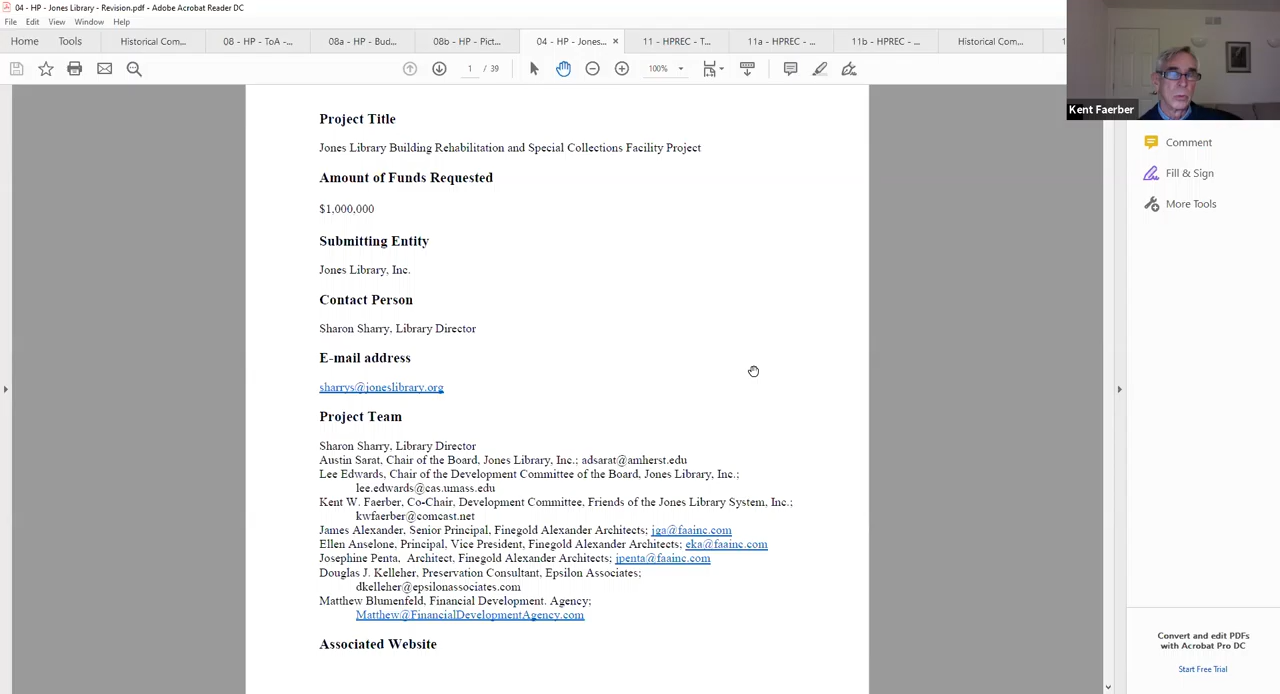 04 - HP - Jones Library - Revision.pdf - Adobe Acrobat Reader DC
File Edit View Window Help
Home Tools Historical Com... 08 - HP - ToA -... 08a - HP - Bud... 08b - HP - Pict... 04 - HP - Jones... × 11 - HPREC - T... 11a - HPREC - ... 11b - HPREC - ... Historical Com... 1
1 / 39 100%
Kent Faerber
Project Title
Jones Library Building Rehabilitation and Special Collections Facility Project
Amount of Funds Requested
$1,000,000
Submitting Entity
Jones Library, Inc.
Contact Person
Sharon Sharry, Library Director
E-mail address
sharrys@joneslibrary.org
Project Team
Sharon Sharry, Library Director
Austin Sarat, Chair of the Board, Jones Library, Inc.; adsarat@amherst.edu
Lee Edwards, Chair of the Development Committee of the Board, Jones Library, Inc.;
lee.edwards@cas.umass.edu
Kent W. Faerber, Co-Chair, Development Committee, Friends of the Jones Library System, Inc.;
kwfaerber@comcast.net
James Alexander, Senior Principal, Finegold Alexander Architects; jga@faainc.com
Ellen Anselone, Principal, Vice President, Finegold Alexander Architects; eka@faainc.com
Josephine Penta, Architect, Finegold Alexander Architects; jpenta@faainc.com
Douglas J. Kelleher, Preservation Consultant, Epsilon Associates;
dkelleher@epsilonassociates.com
Matthew Blumenfeld, Financial Development. Agency;
Matthew@FinancialDevelopmentAgency.com
Associated Website
Comment
Fill & Sign
More Tools
Convert and edit PDFs
with Acrobat Pro DC
Start Free Trial